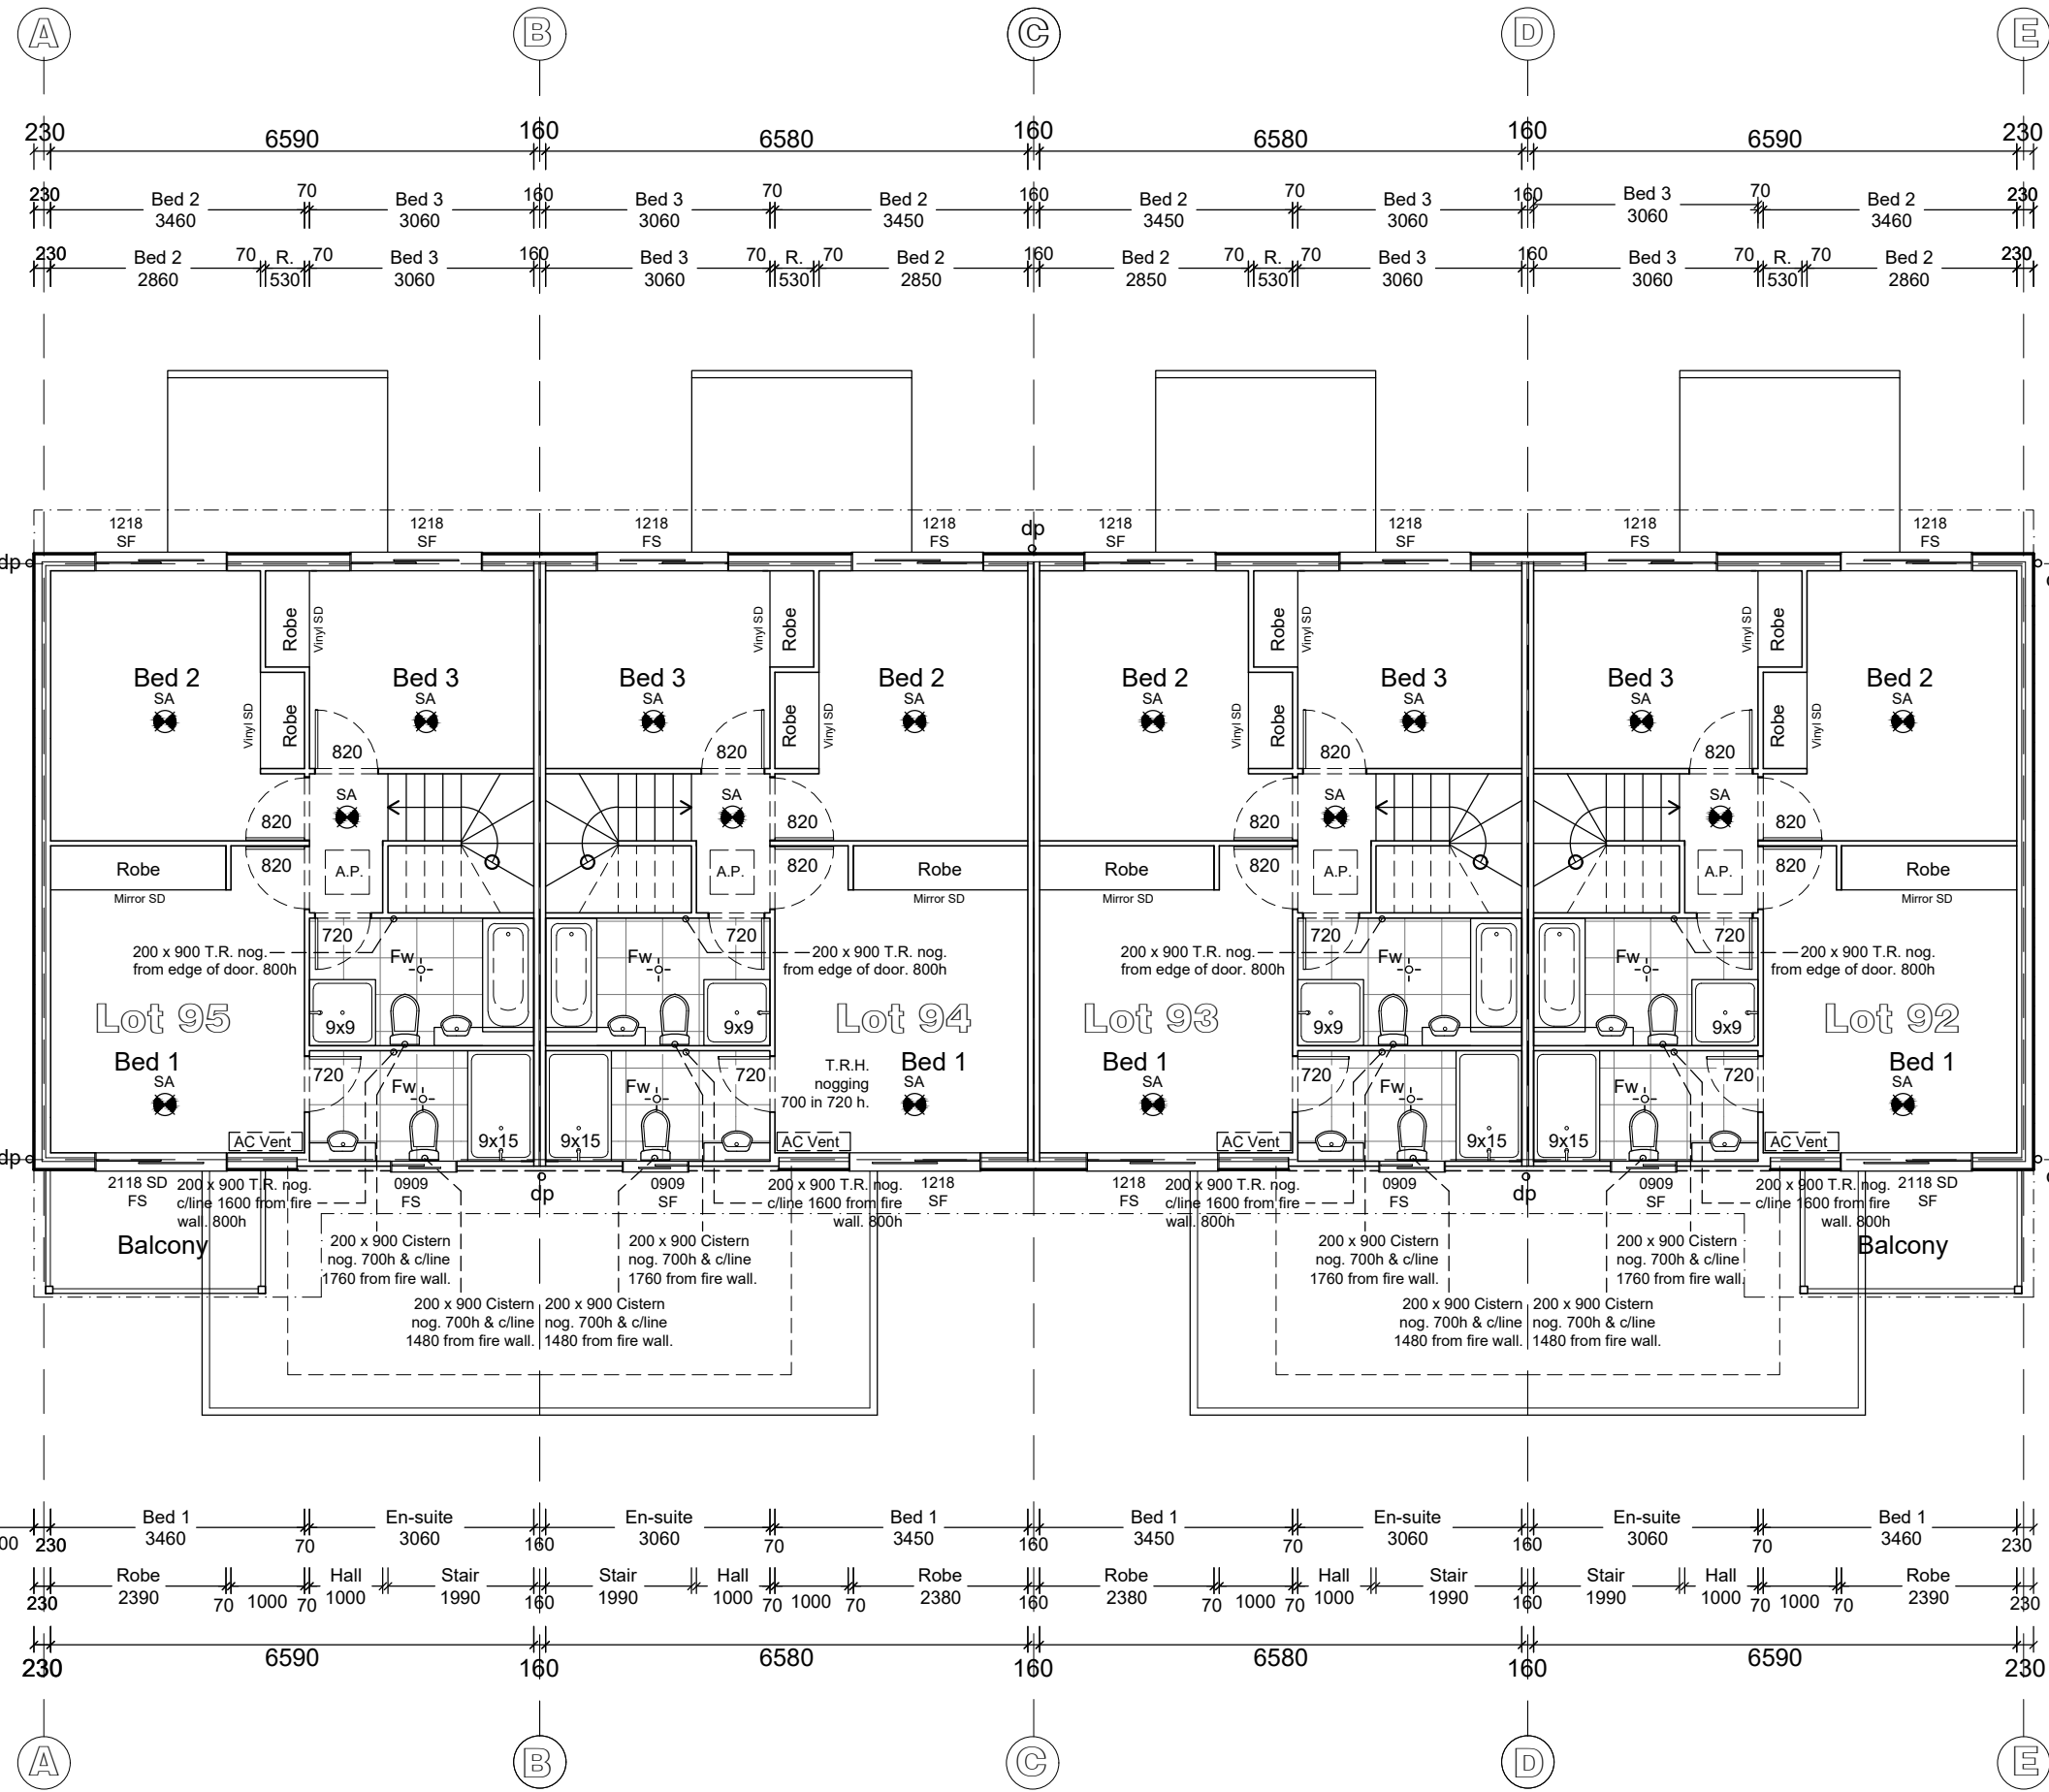 A B C D E
230 6590 160 6580 160 6580 160 6590 230
230 Bed 2 70 Bed 3 160 Bed 3 70 Bed 2 160 Bed 2 70 Bed 3 160 Bed 3 70 Bed 2 230
3460 3060 3060 3450 3450 3060 3060 3460
230 Bed 2 70 R. 70 Bed 3 160 Bed 3 70 R. 70 Bed 2 160 Bed 2 70 R. 70 Bed 3 160 Bed 3 70 R. 70 Bed 2 230
2860 530 3060 3060 530 2850 2850 530 3060 3060 530 2860
1218 1218 1218 1218 dp 1218 1218 1218 1218
SF SF FS FS SF SF FS FS
dp
Robe Vinyl SD Vinyl SD Robe Robe Vinyl SD Vinyl SD Robe
Bed 2 Bed 3 Bed 3 Bed 2 Bed 2 Bed 3 Bed 3 Bed 2
SA SA SA SA SA SA SA SA
Vinyl SD Robe Robe Vinyl SD Vinyl SD Robe Robe Vinyl SD
820 820 820 820
SA SA SA SA
820 820 820 820
Robe 820 A.P. A.P. 820 Robe Robe 820 A.P. A.P. 820 Robe
Mirror SD Mirror SD Mirror SD Mirror SD
720 720 720 720
200 x 900 T.R. nog. Fw Fw 200 x 900 T.R. nog. 200 x 900 T.R. nog. Fw Fw 200 x 900 T.R. nog.
from edge of door. 800h from edge of door. 800h from edge of door. 800h from edge of door. 800h
Lot 95 9x9 9x9 Lot 94 Lot 93 9x9 9x9 Lot 92
Bed 1 Bed 1 Bed 1 Bed 1
SA SA SA SA
720 Fw Fw 720 720 Fw Fw 720
T.R.H.
nogging
700 in 720 h.
AC Vent 9x15 9x15 AC Vent AC Vent 9x15 9x15 AC Vent
dp
2118 SD 0909 dp 0909 1218 1218 0909 dp 0909 2118 SD
FS FS SF SF FS FS SF SF
200 x 900 T.R. nog. 200 x 900 T.R. nog. 200 x 900 T.R. nog. 200 x 900 T.R. nog.
c/line 1600 from fire c/line 1600 from fire c/line 1600 from fire c/line 1600 from fire
wall. 800h wall. 800h wall. 800h wall. 800h
Balcony Balcony
200 x 900 Cistern 200 x 900 Cistern 200 x 900 Cistern 200 x 900 Cistern
nog. 700h & c/line nog. 700h & c/line nog. 700h & c/line nog. 700h & c/line
1760 from fire wall. 1760 from fire wall. 1760 from fire wall. 1760 from fire wall.
200 x 900 Cistern 200 x 900 Cistern 200 x 900 Cistern 200 x 900 Cistern
nog. 700h & c/line nog. 700h & c/line nog. 700h & c/line nog. 700h & c/line
1480 from fire wall. 1480 from fire wall. 1480 from fire wall. 1480 from fire wall.
Bed 1 En-suite En-suite Bed 1 Bed 1 En-suite En-suite Bed 1
230 3460 70 3060 160 3060 70 3450 160 3450 70 3060 160 3060 70 3460 230
Robe Hall Stair Stair Hall Robe Robe Hall Stair Stair Hall Robe
230 2390 70 1000 70 1000 1990 160 1990 1000 70 1000 70 2380 160 2380 70 1000 70 1000 1990 160 1990 1000 70 1000 70 2390 230
230 6590 160 6580 160 6580 160 6590 230
A B C D E